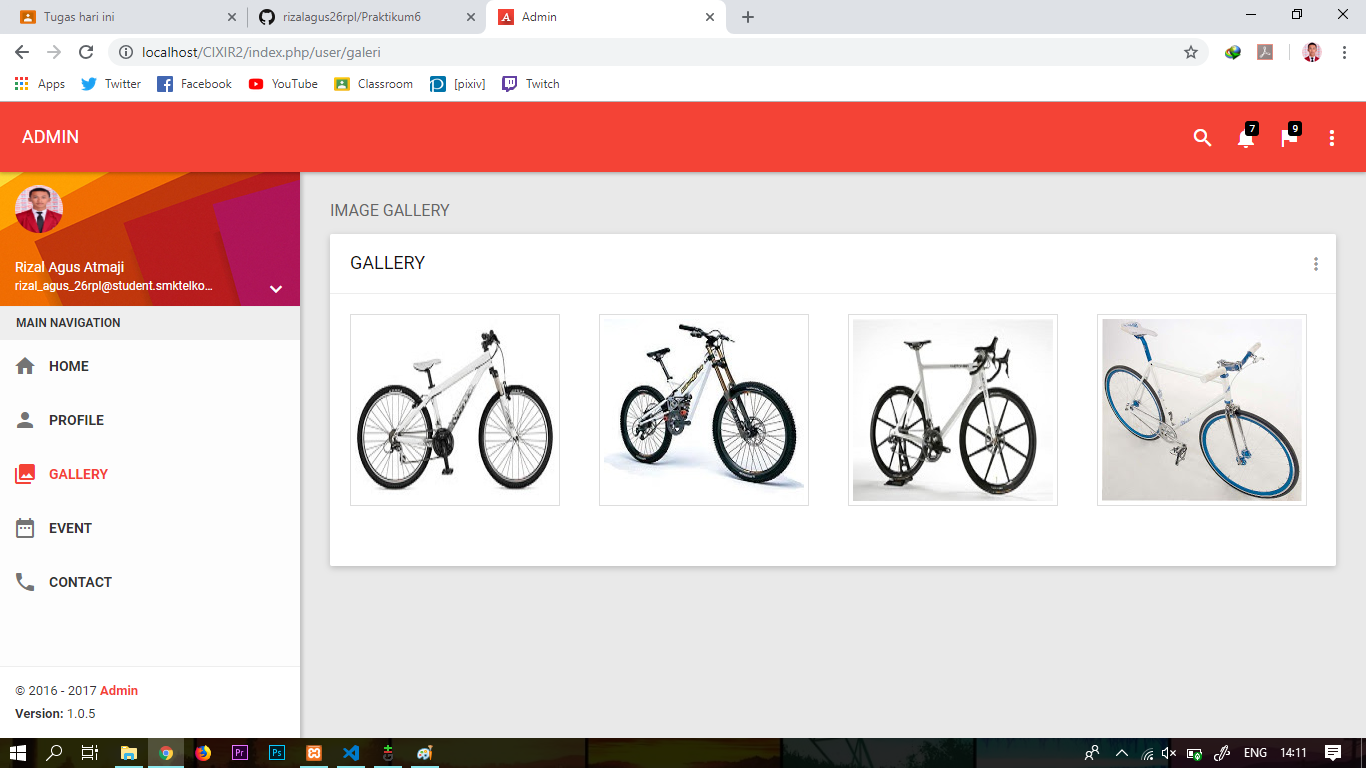 Tugas hari ini
rizalagus26rpl/Praktikum6
Admin
localhost/CIXIR2/index.php/user/galeri
Apps
Twitter
Facebook
YouTube
Classroom
[pixiv]
Twitch
ADMIN
7
9
Rizal Agus Atmaji
rizal_agus_26rpl@student.smktelko...
MAIN NAVIGATION
HOME
PROFILE
GALLERY
EVENT
CONTACT
© 2016 - 2017 Admin
Version: 1.0.5
IMAGE GALLERY
GALLERY
ENG
14:11